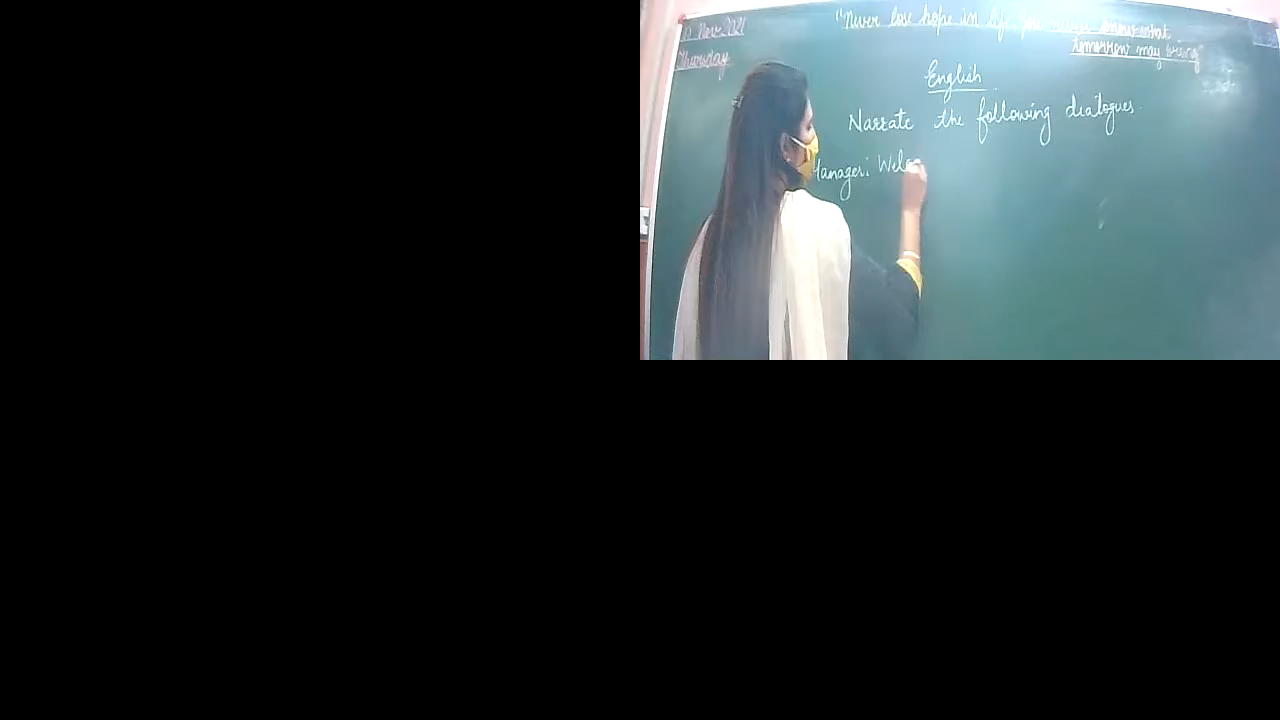 Nov 2021
Thursday
"Never lose hope in life you never know what
tomorrow may bring"
English
Narrate the following dialogues.
Manager: Welco